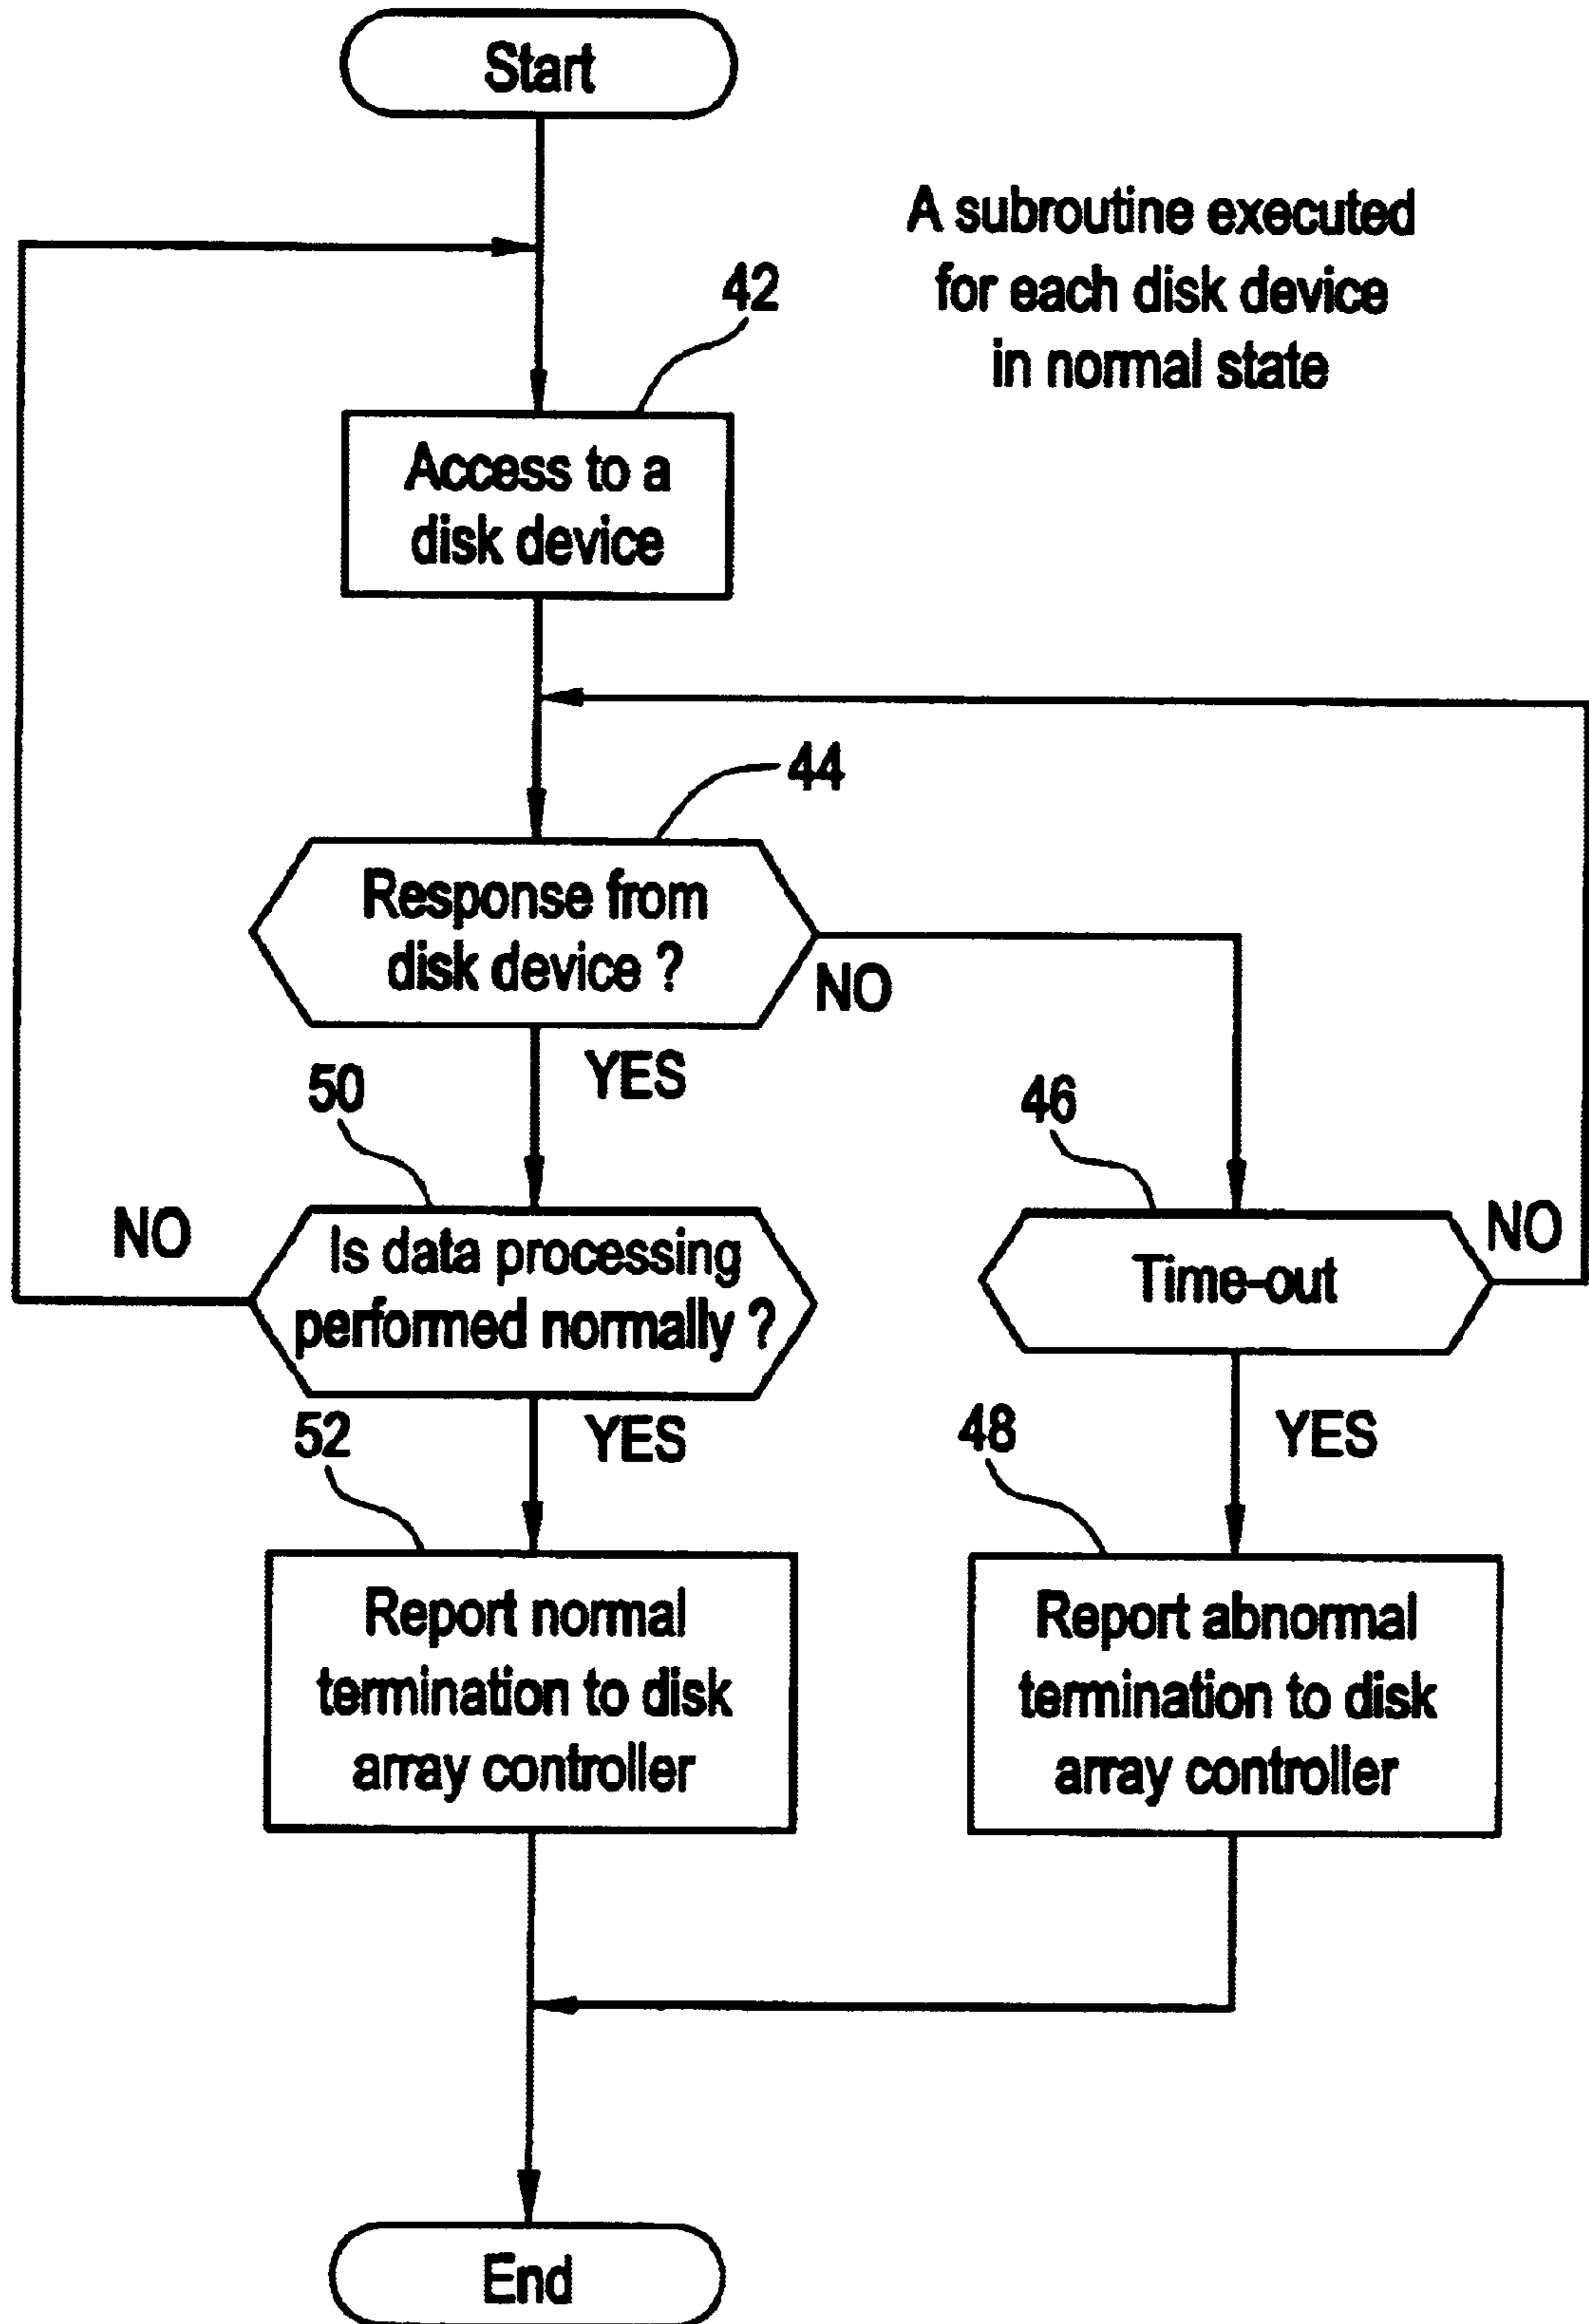 Start
A subroutine executed
for each disk device
in normal state
42
Access to a
disk device
44
Response from
disk device ?
NO
YES
50
46
NO
Is data processing
performed normally ?
Time-out
NO
YES
52
48
YES
Report normal
termination to disk
array controller
Report abnormal
termination to disk
array controller
End